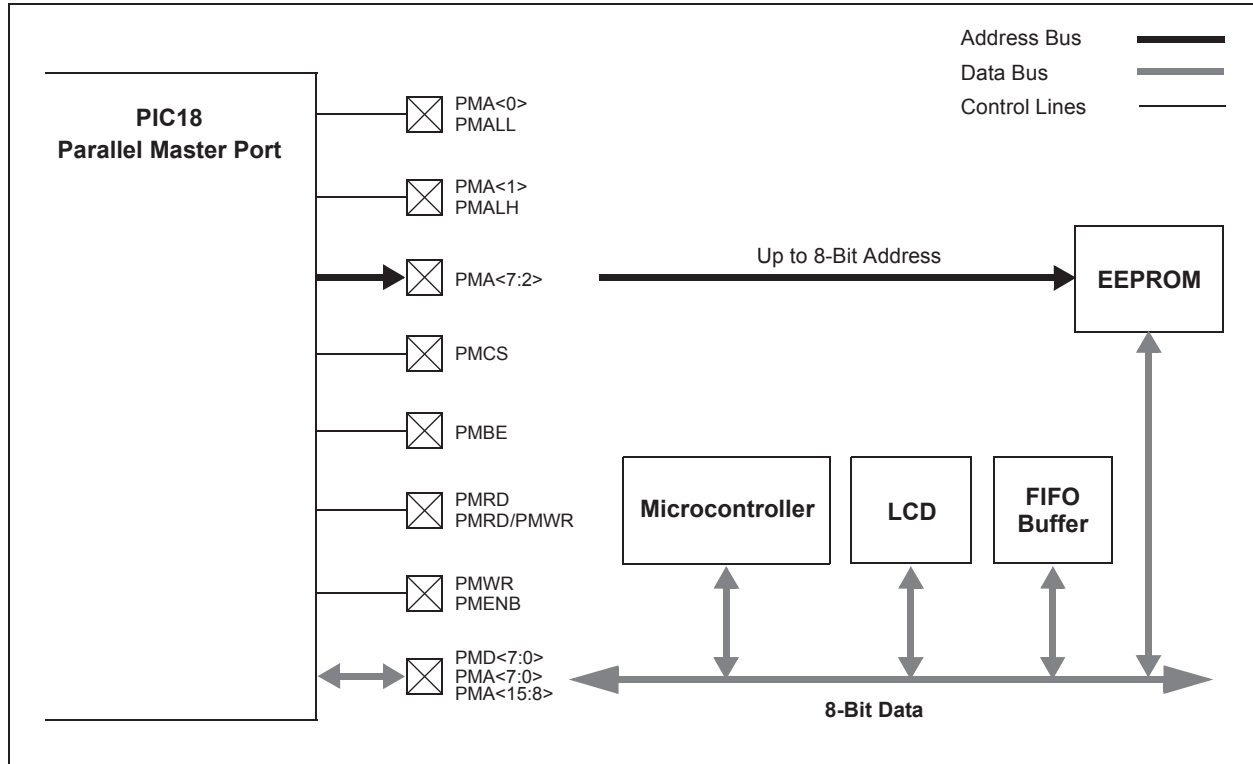 Address Bus
Data Bus
Control Lines
PIC18
Parallel Master Port
PMA<0>
PMALL
PMA<1>
PMALH
PMA<7:2>
Up to 8-Bit Address
EEPROM
PMCS
PMBE
PMRD
PMRD/PMWR
Microcontroller
LCD
FIFO
Buffer
PMWR
PMENB
PMD<7:0>
PMA<7:0>
PMA<15:8>
8-Bit Data